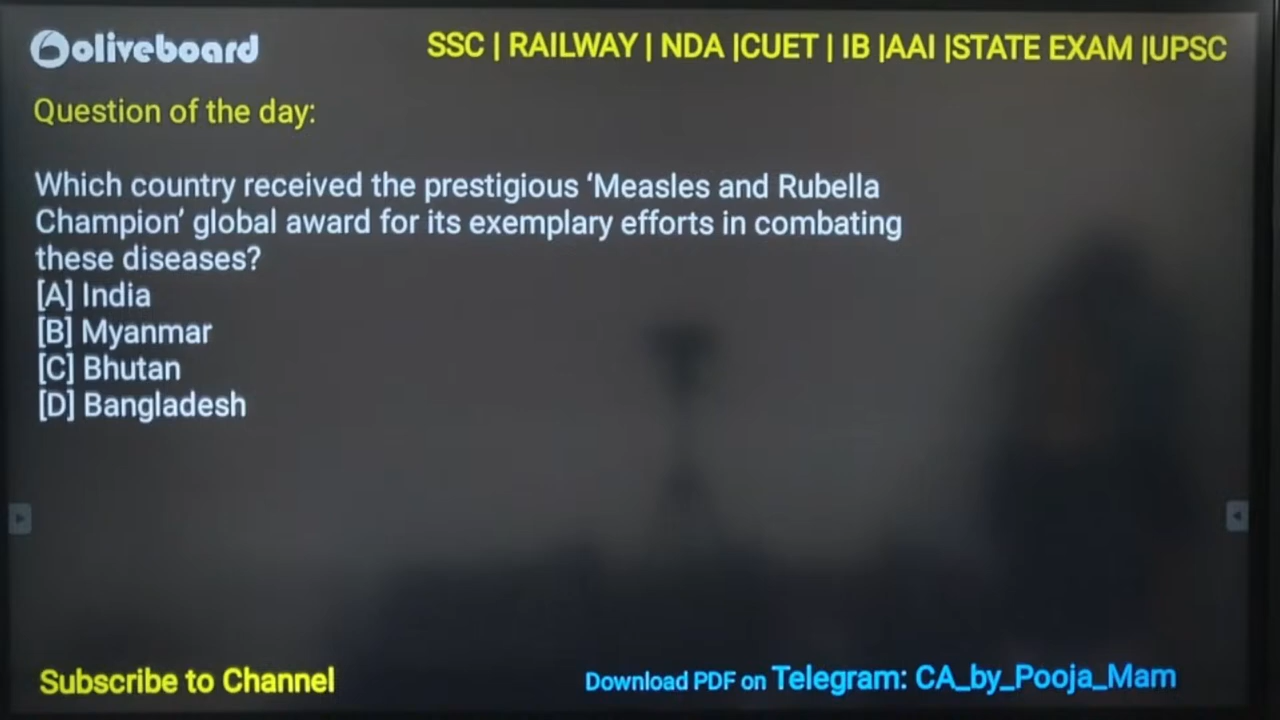 oliveboard
SSC | RAILWAY | NDA |CUET | IB |AAI |STATE EXAM |UPSC
Question of the day:
Which country received the prestigious ‘Measles and Rubella
Champion’ global award for its exemplary efforts in combating
these diseases?
[A] India
[B] Myanmar
[C] Bhutan
[D] Bangladesh
Subscribe to Channel
Download PDF on Telegram: CA_by_Pooja_Mam